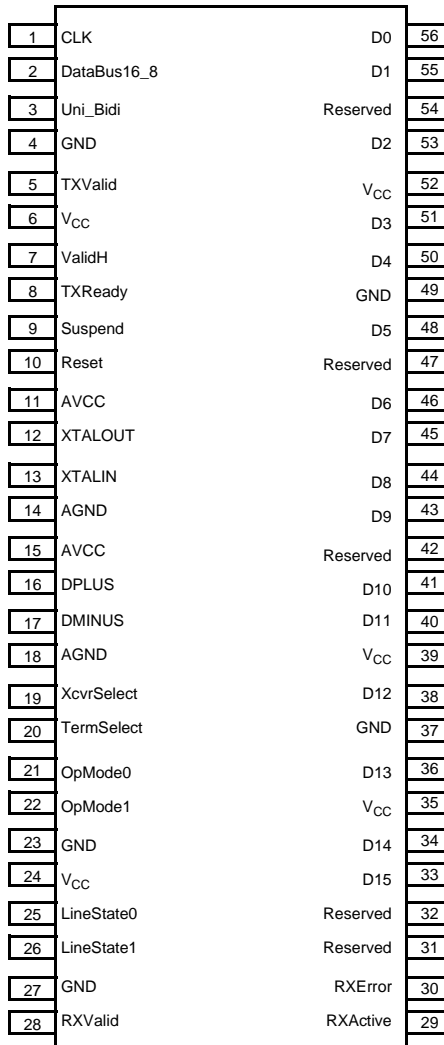 1 CLK D0 56
2 DataBus16_8 D1 55
3 Uni_Bidi Reserved 54
4 GND D2 53
5 TXValid VCC 52
6 VCC D3 51
7 ValidH D4 50
8 TXReady GND 49
9 Suspend D5 48
10 Reset Reserved 47
11 AVCC D6 46
12 XTALOUT D7 45
13 XTALIN D8 44
14 AGND D9 43
15 AVCC Reserved 42
16 DPLUS D10 41
17 DMINUS D11 40
18 AGND VCC 39
19 XcvrSelect D12 38
20 TermSelect GND 37
21 OpMode0 D13 36
22 OpMode1 VCC 35
23 GND D14 34
24 VCC D15 33
25 LineState0 Reserved 32
26 LineState1 Reserved 31
27 GND RXError 30
28 RXValid RXActive 29